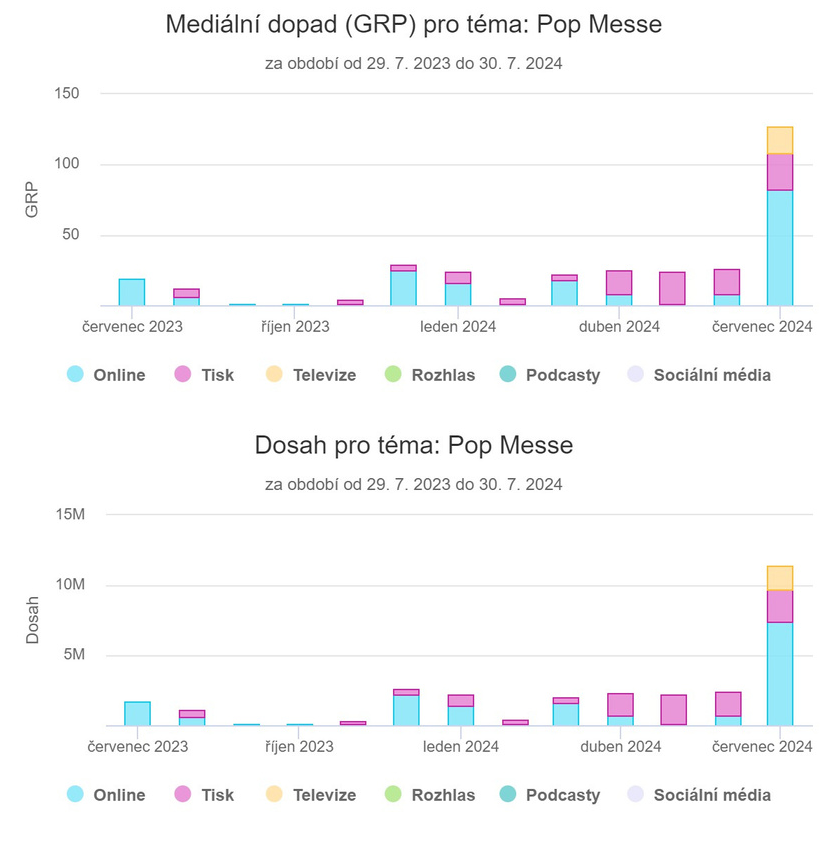 Mediální dopad (GRP) pro téma: Pop Messe
za období od 29. 7. 2023 do 30. 7. 2024
150
100
50
GRP
červenec 2023 říjen 2023 leden 2024 duben 2024 červenec 2024
Online Tisk Televize Rozhlas Podcasty Sociální média
Dosah pro téma: Pop Messe
za období od 29. 7. 2023 do 30. 7. 2024
15M
10M
5M
Dosah
červenec 2023 říjen 2023 leden 2024 duben 2024 červenec 2024
Online Tisk Televize Rozhlas Podcasty Sociální média